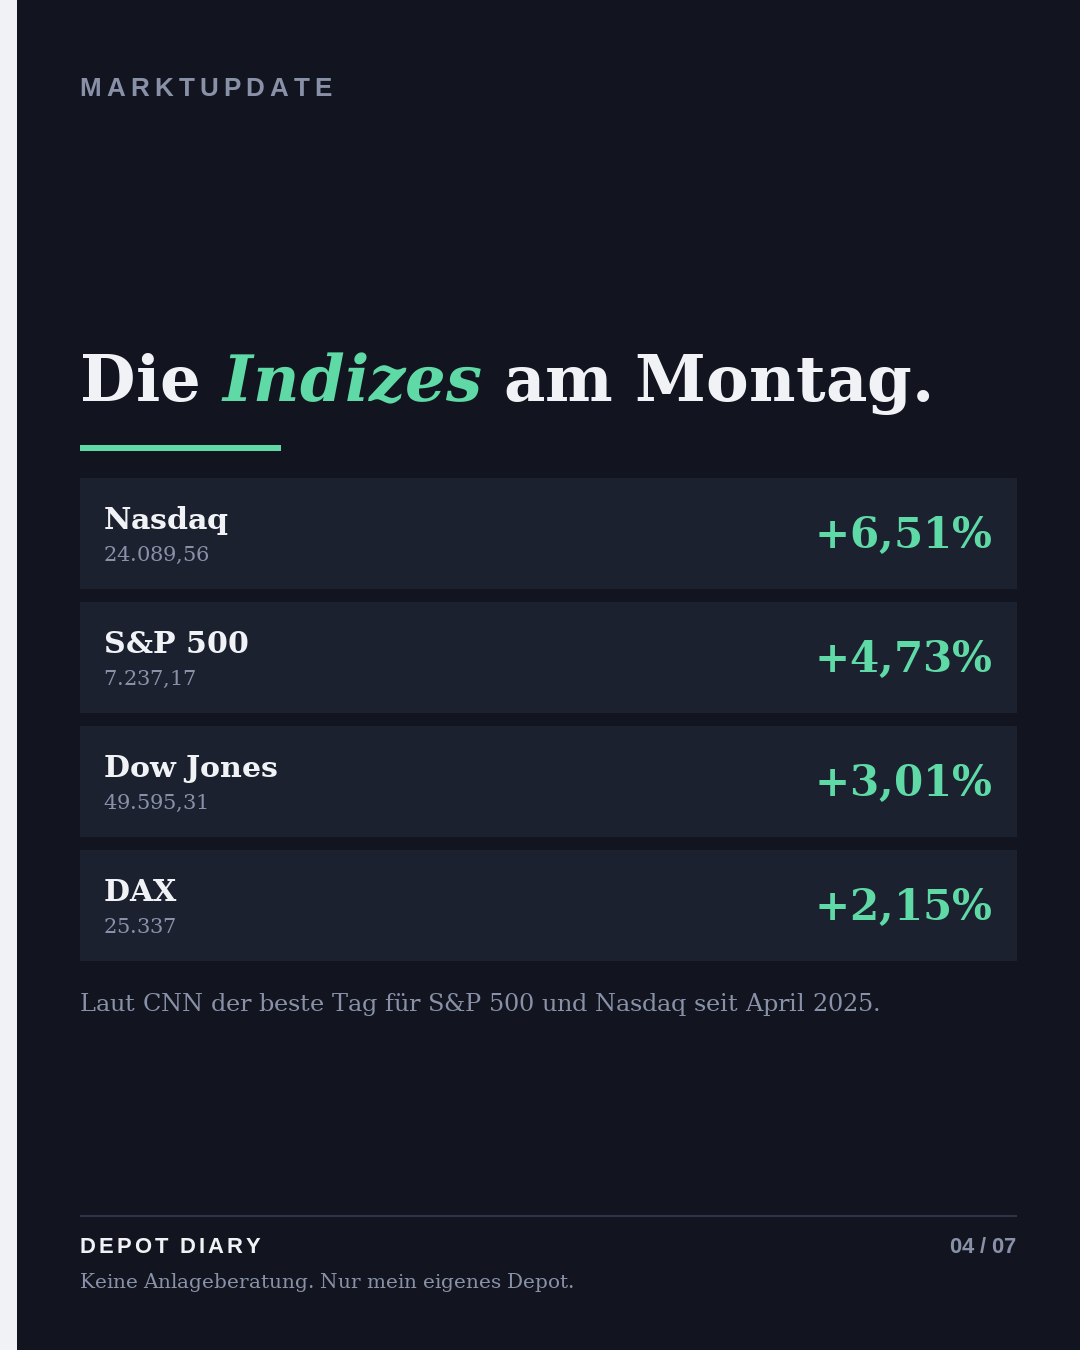 MARKTUPDATE
Die Indizes am Montag.
Nasdaq
24.089,56
+6,51%
S&P 500
7.237,17
+4,73%
Dow Jones
49.595,31
+3,01%
DAX
25.337
+2,15%
Laut CNN der beste Tag für S&P 500 und Nasdaq seit April 2025.
DEPOT DIARY
04 / 07
Keine Anlageberatung. Nur mein eigenes Depot.